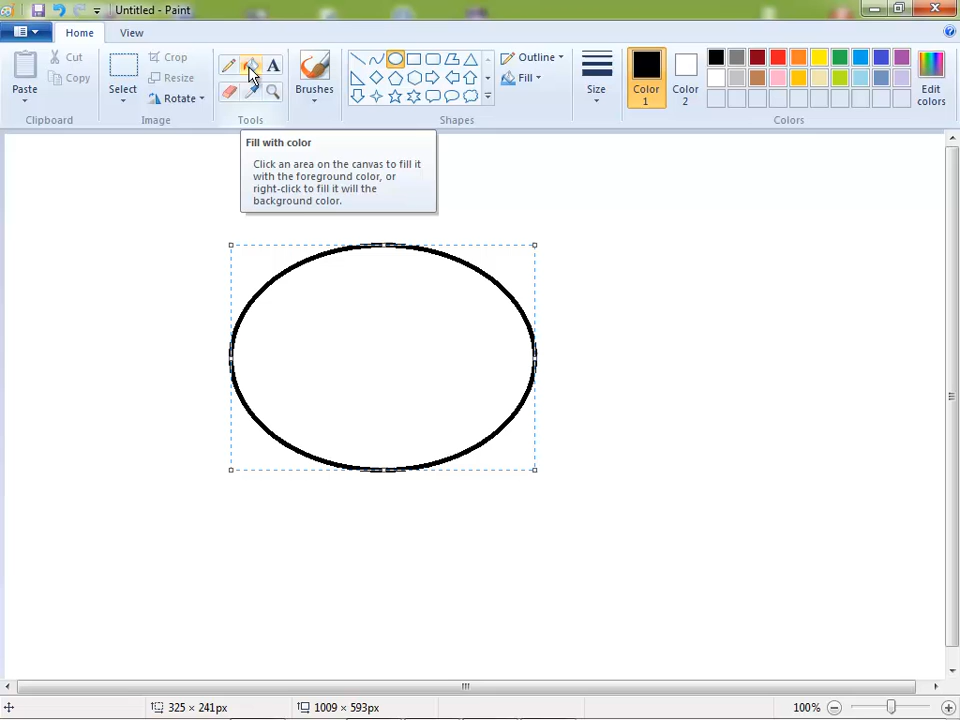 Untitled - Paint
Home
View
Paste
Cut
Copy
Clipboard
Select
Crop
Resize
Rotate
Image
A
Tools
Brushes
Outline
Fill
Shapes
Size
Color
1
Color
2
Edit
colors
Colors
Fill with color
Click an area on the canvas to fill it
with the foreground color, or
right-click to fill it will the
background color.
325 × 241px
1009 × 593px
100%